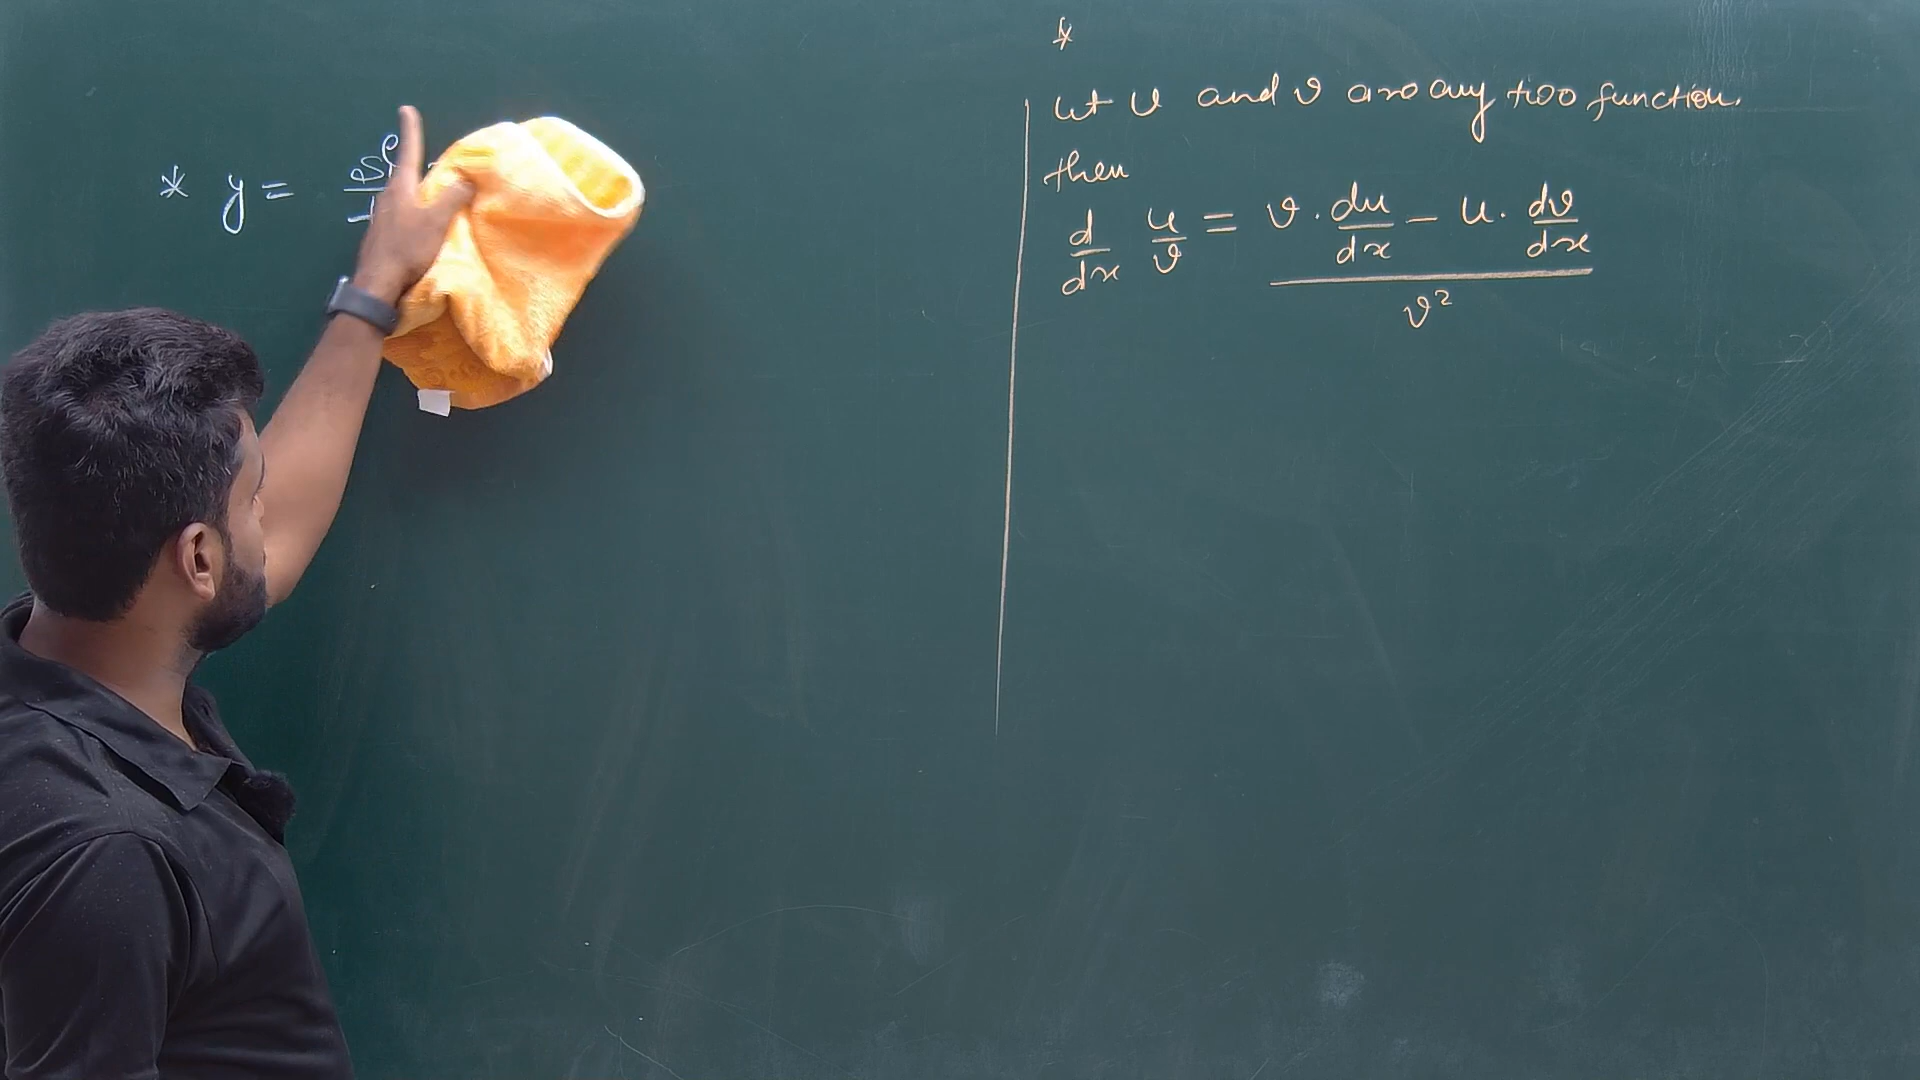 * y =
*
Let U and v are any two function.
then
d/dx u/v = v . du/dx - u . dv/dx / v²